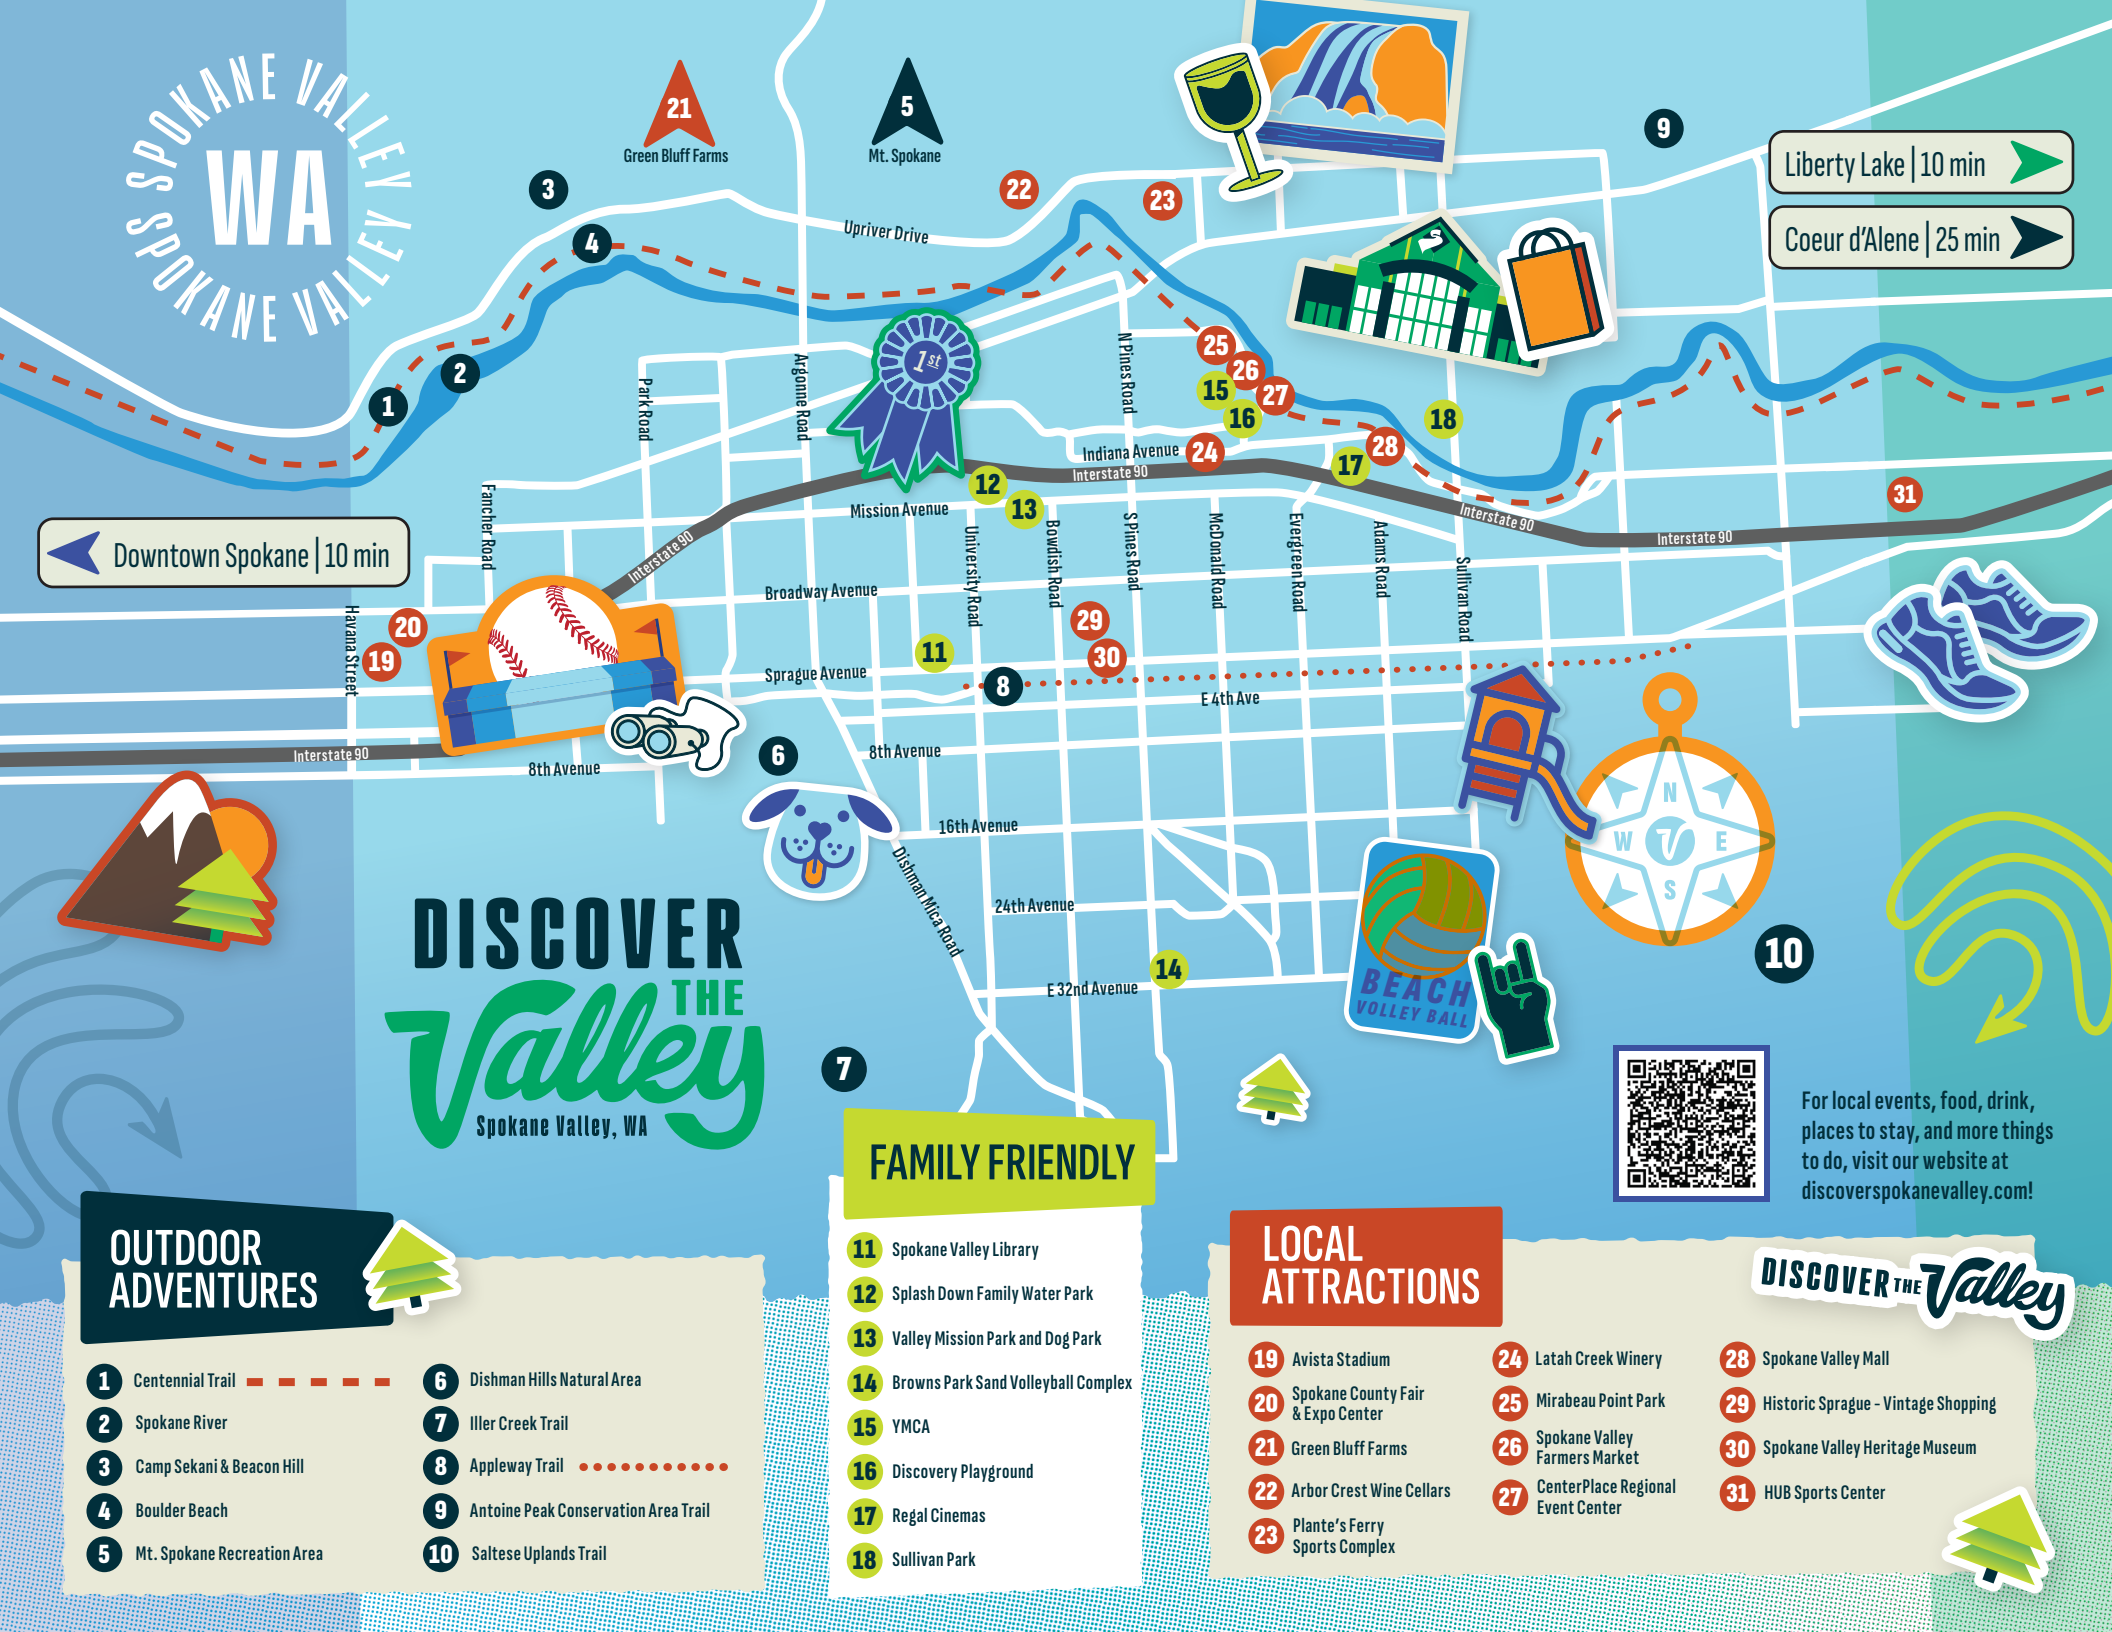 SPOKANE VALLEY
SPOKANE VALLEY
WA
21
Green Bluff Farms
5
Mt. Spokane
9
Liberty Lake | 10 min
Coeur d'Alene | 25 min
3
22
23
4
Upriver Drive
1st
2
1
25
26
15
27
16
18
N Pines Road
Park Road
Argonne Road
Indiana Avenue
24
28
17
Interstate 90
12
13
31
Mission Avenue
Interstate 90
Interstate 90
Fancher Road
Downtown Spokane | 10 min
Interstate 90
University Road
Bowdish Road
S Pines Road
McDonald Road
Evergreen Road
Adams Road
Sullivan Road
Broadway Avenue
Havana Street
20
19
29
11
30
Sprague Avenue
8
E 4th Ave
Interstate 90
8th Avenue
6
8th Avenue
16th Avenue
N
W
E
S
Dishman Mica Road
24th Avenue
14
E 32nd Avenue
BEACH
VOLLEY BALL
10
DISCOVER
THE
Valley
Spokane Valley, WA
7
For local events, food, drink,
places to stay, and more things
to do, visit our website at
discoverspokanevalley.com!
OUTDOOR
ADVENTURES
1 Centennial Trail
2 Spokane River
3 Camp Sekani & Beacon Hill
4 Boulder Beach
5 Mt. Spokane Recreation Area
6 Dishman Hills Natural Area
7 Iller Creek Trail
8 Appleway Trail
9 Antoine Peak Conservation Area Trail
10 Saltese Uplands Trail
FAMILY FRIENDLY
11 Spokane Valley Library
12 Splash Down Family Water Park
13 Valley Mission Park and Dog Park
14 Browns Park Sand Volleyball Complex
15 YMCA
16 Discovery Playground
17 Regal Cinemas
18 Sullivan Park
LOCAL
ATTRACTIONS
DISCOVER THE Valley
19 Avista Stadium
20 Spokane County Fair
& Expo Center
21 Green Bluff Farms
22 Arbor Crest Wine Cellars
23 Plante's Ferry
Sports Complex
24 Latah Creek Winery
25 Mirabeau Point Park
26 Spokane Valley
Farmers Market
27 CenterPlace Regional
Event Center
28 Spokane Valley Mall
29 Historic Sprague - Vintage Shopping
30 Spokane Valley Heritage Museum
31 HUB Sports Center